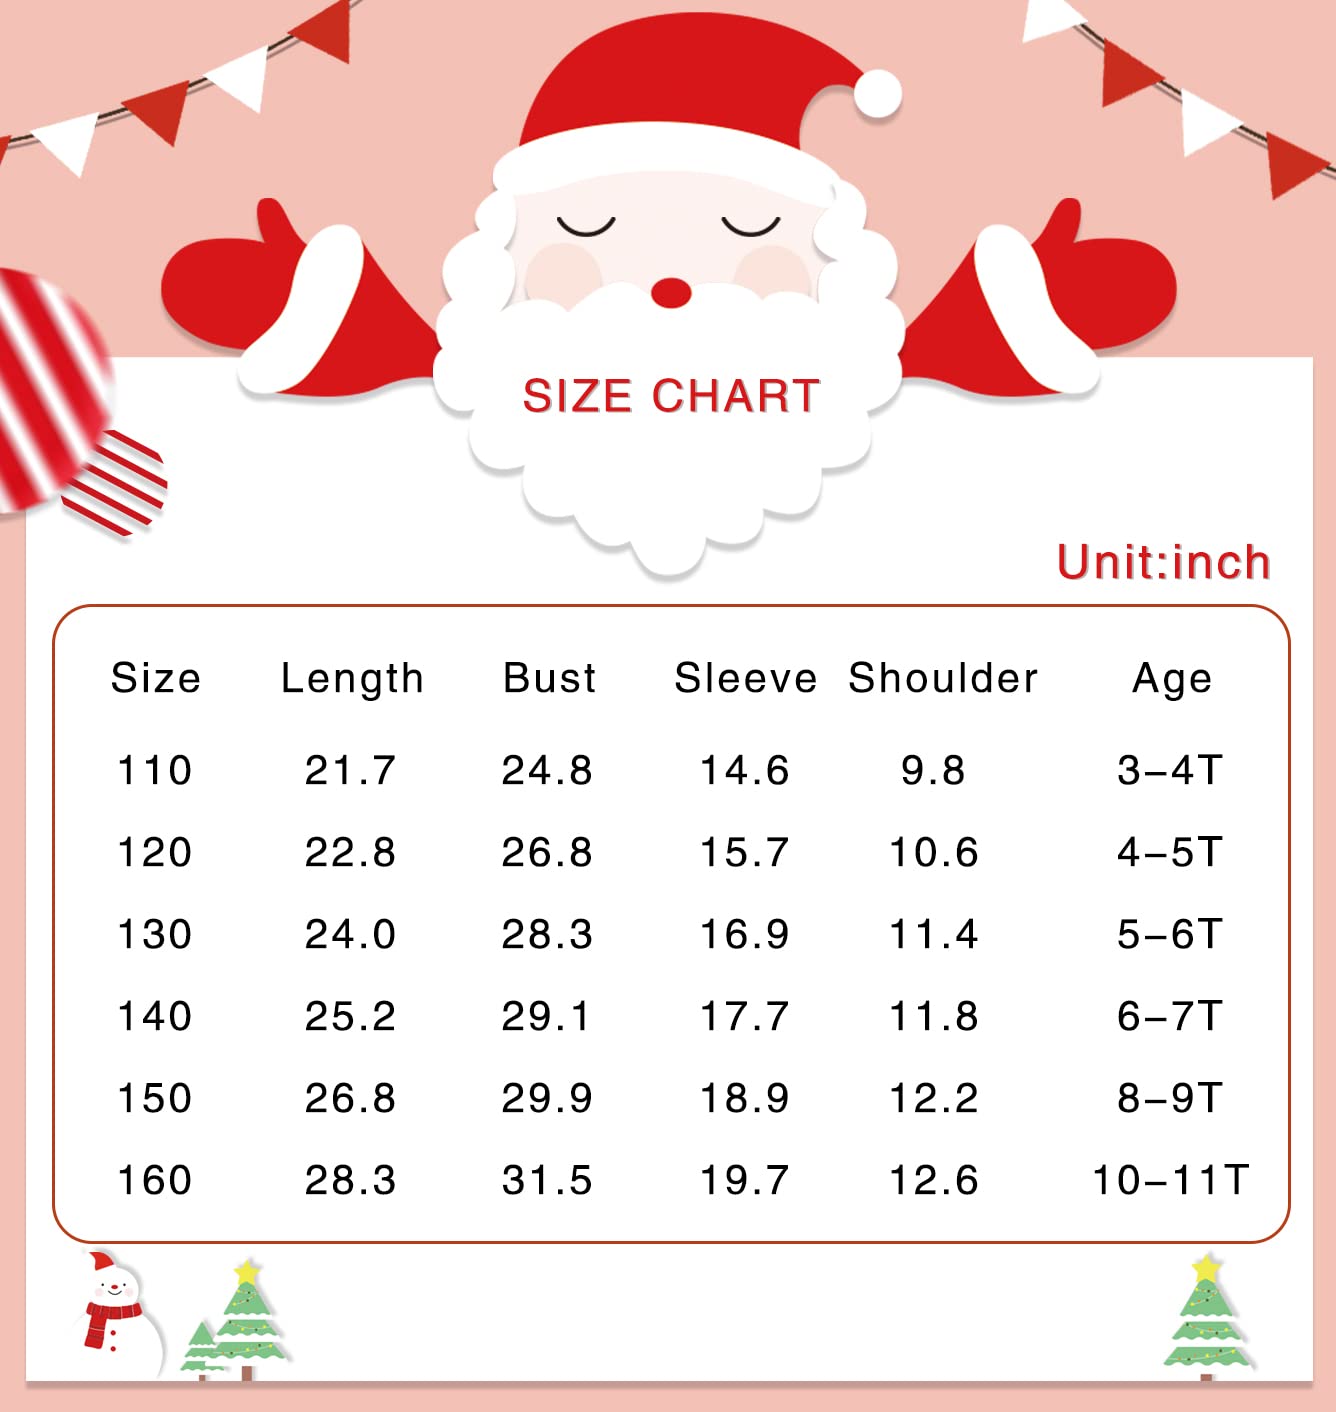 SIZE CHART
Unit:inch
Size Length Bust Sleeve Shoulder Age
110 21.7 24.8 14.6 9.8 3–4T
120 22.8 26.8 15.7 10.6 4–5T
130 24.0 28.3 16.9 11.4 5–6T
140 25.2 29.1 17.7 11.8 6–7T
150 26.8 29.9 18.9 12.2 8–9T
160 28.3 31.5 19.7 12.6 10–11T